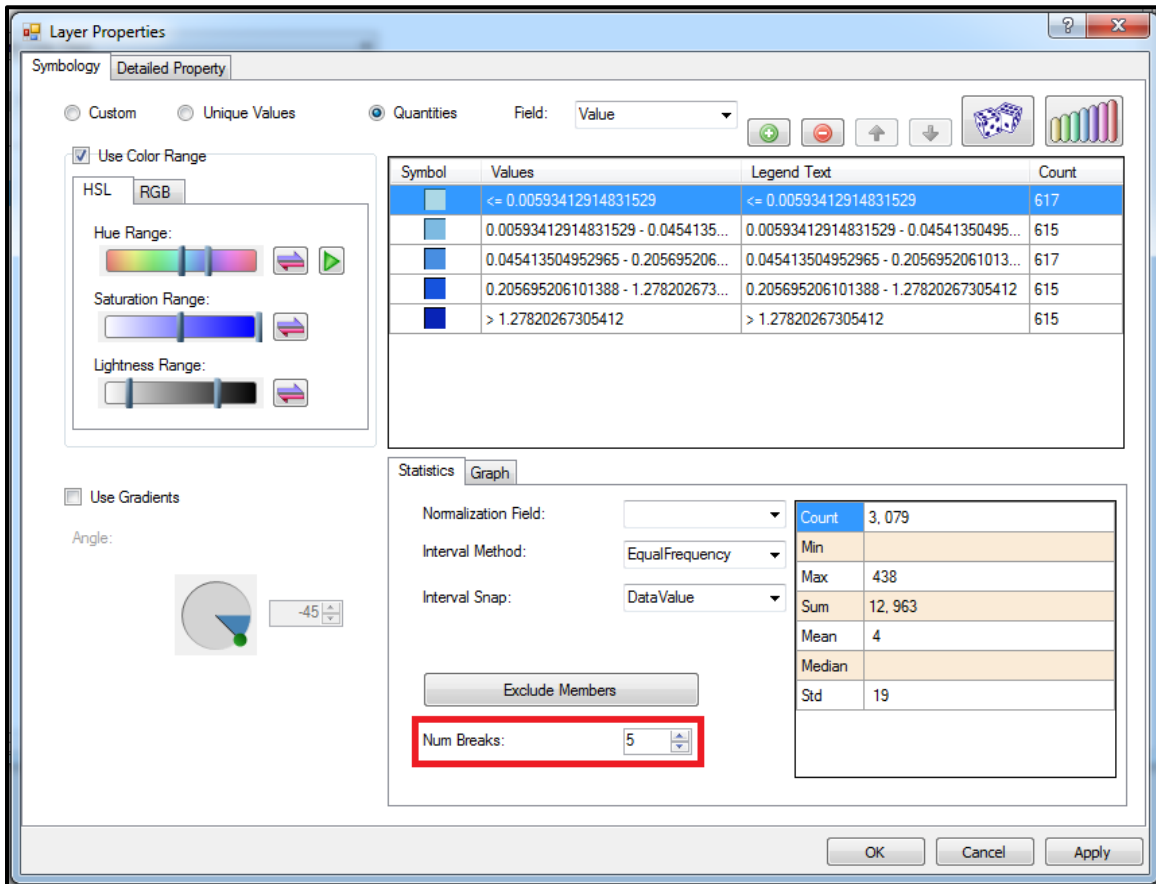 Layer Properties
Symbology Detailed Property
Custom Unique Values Quantities Field: Value
Use Color Range
HSL RGB
Hue Range:
Saturation Range:
Lightness Range:
Symbol Values Legend Text Count
<= 0.00593412914831529 <= 0.00593412914831529 617
0.00593412914831529 - 0.0454135... 0.00593412914831529 - 0.04541350495... 615
0.045413504952965 - 0.205695206... 0.045413504952965 - 0.2056952061013... 617
0.205695206101388 - 1.278202673... 0.205695206101388 - 1.27820267305412 615
> 1.27820267305412 > 1.27820267305412 615
Use Gradients
Angle:
-45
Statistics Graph
Normalization Field:
Interval Method: EqualFrequency
Interval Snap: DataValue
Exclude Members
Num Breaks: 5
Count 3, 079
Min
Max 438
Sum 12, 963
Mean 4
Median
Std 19
OK Cancel Apply